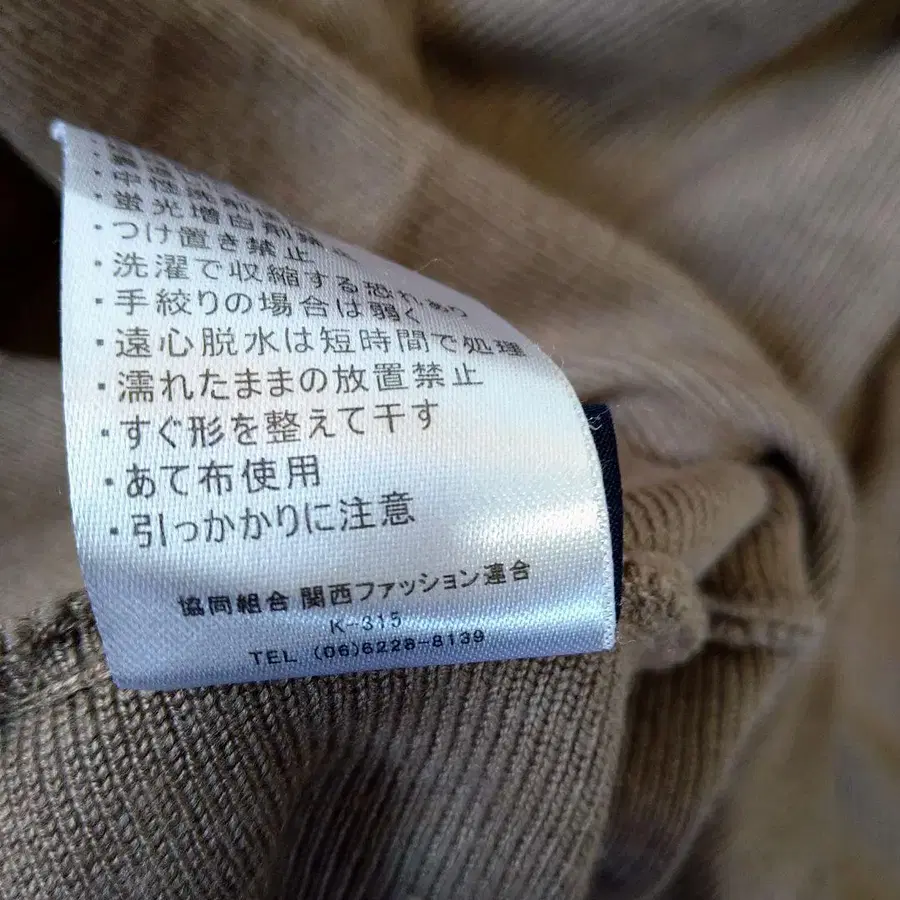 ・中性洗剤使
・蛍光増白剤禁止
・つけ置き禁止
・洗濯で収縮する恐れあり
・手絞りの場合は弱く
・遠心脱水は短時間で処理
・濡れたままの放置禁止
・すぐ形を整えて干す
・あて布使用
・引っかかりに注意
協同組合 関西ファッション連合
K-315
TEL (06)6228-8139